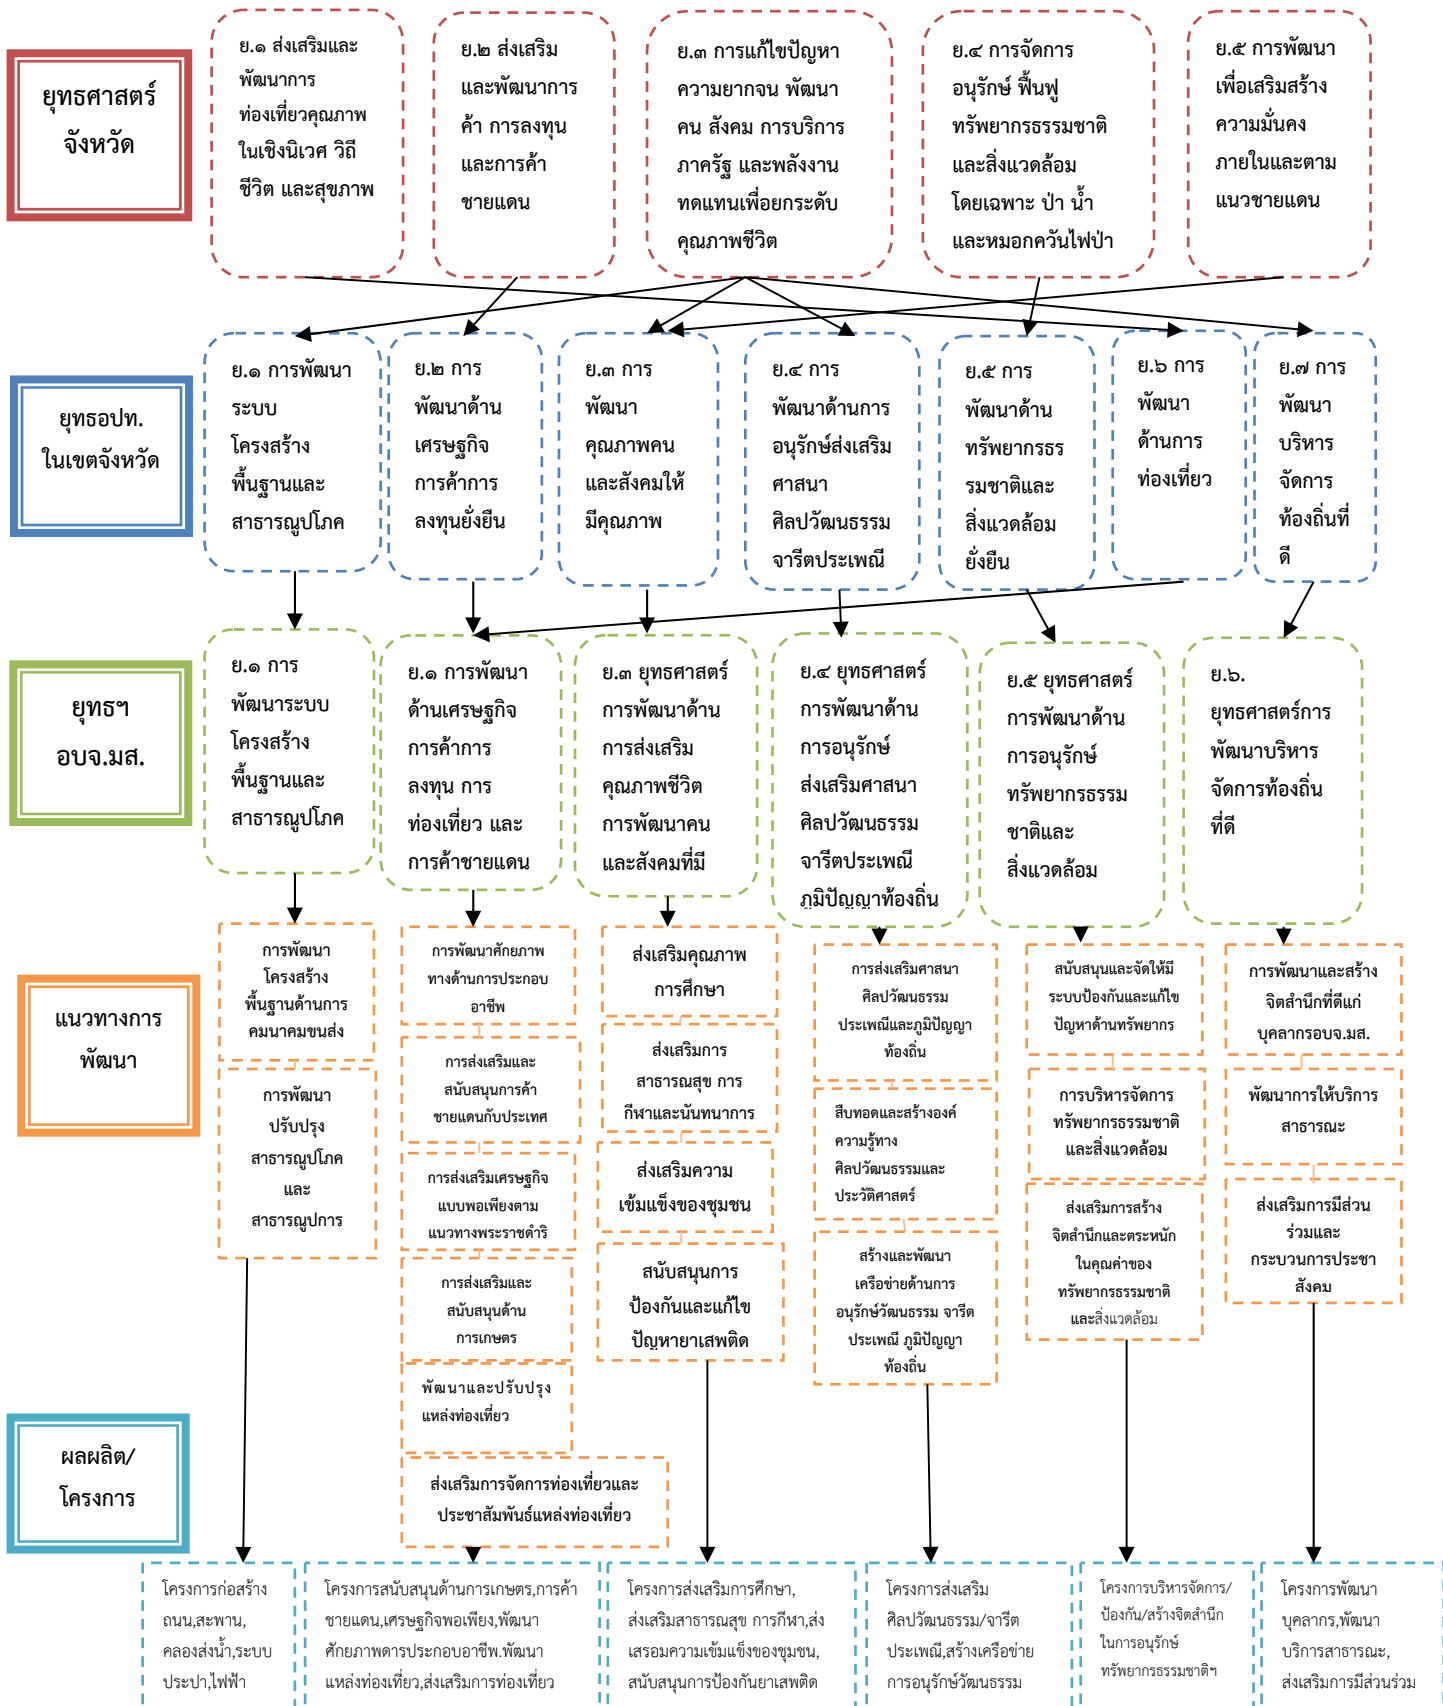 ยุทธศาสตร์
จังหวัด
ย.๑ ส่งเสริมและ
พัฒนาการ
ท่องเที่ยวคุณภาพ
ในเชิงนิเวศ วิถี
ชีวิต และสุขภาพ
ย.๒ ส่งเสริม
และพัฒนาการ
ค้า การลงทุน
และการค้า
ชายแดน
ย.๓ การแก้ไขปัญหา
ความยากจน พัฒนา
คน สังคม การบริการ
ภาครัฐ และพลังงาน
ทดแทนเพื่อยกระดับ
คุณภาพชีวิต
ย.๔ การจัดการ
อนุรักษ์ ฟื้นฟู
ทรัพยากรธรรมชาติ
และสิ่งแวดล้อม
โดยเฉพาะ ป่า น้ำ
และหมอกควันไฟป่า
ย.๕ การพัฒนา
เพื่อเสริมสร้าง
ความมั่นคง
ภายในและตาม
แนวชายแดน
ยุทธอปท.
ในเขตจังหวัด
ย.๑ การพัฒนา
ระบบ
โครงสร้าง
พื้นฐานและ
สาธารณูปโภค
ย.๒ การ
พัฒนาด้าน
เศรษฐกิจ
การค้าการ
ลงทุนยั่งยืน
ย.๓ การ
พัฒนา
คุณภาพคน
และสังคมให้
มีคุณภาพ
ย.๔ การ
พัฒนาด้านการ
อนุรักษ์ส่งเสริม
ศาสนา
ศิลปวัฒนธรรม
จารีตประเพณี
ย.๕ การ
พัฒนาด้าน
ทรัพยากรธร
รมชาติและ
สิ่งแวดล้อม
ยั่งยืน
ย.๖ การ
พัฒนา
ด้านการ
ท่องเที่ยว
ย.๗ การ
พัฒนา
บริหาร
จัดการ
ท้องถิ่นที่
ดี
ยุทธฯ
อบจ.มส.
ย.๑ การ
พัฒนาระบบ
โครงสร้าง
พื้นฐานและ
สาธารณูปโภค
ย.๑ การพัฒนา
ด้านเศรษฐกิจ
การค้าการ
ลงทุน การ
ท่องเที่ยว และ
การค้าชายแดน
ย.๓ ยุทธศาสตร์
การพัฒนาด้าน
การส่งเสริม
คุณภาพชีวิต
การพัฒนาคน
และสังคมที่มี
ย.๔ ยุทธศาสตร์
การพัฒนาด้าน
การอนุรักษ์
ส่งเสริมศาสนา
ศิลปวัฒนธรรม
จารีตประเพณี
ภูมิปัญญาท้องถิ่น
ย.๕ ยุทธศาสตร์
การพัฒนาด้าน
การอนุรักษ์
ทรัพยากรธรรม
ชาติและ
สิ่งแวดล้อม
ย.๖.
ยุทธศาสตร์การ
พัฒนาบริหาร
จัดการท้องถิ่น
ที่ดี
แนวทางการ
พัฒนา
การพัฒนา
โครงสร้าง
พื้นฐานด้านการ
คมนาคมขนส่ง
การพัฒนา
ปรับปรุง
สาธารณูปโภค
และ
สาธารณูปการ
การพัฒนาศักยภาพ
ทางด้านการประกอบ
อาชีพ
การส่งเสริมและ
สนับสนุนการค้า
ชายแดนกับประเทศ
การส่งเสริมเศรษฐกิจ
แบบพอเพียงตาม
แนวทางพระราชดำริ
การส่งเสริมและ
สนับสนุนด้าน
การเกษตร
พัฒนาและปรับปรุง
แหล่งท่องเที่ยว
ส่งเสริมการจัดการท่องเที่ยวและ
ประชาสัมพันธ์แหล่งท่องเที่ยว
ส่งเสริมคุณภาพ
การศึกษา
ส่งเสริมการ
สาธารณสุข การ
กีฬาและนันทนาการ
ส่งเสริมความ
เข้มแข็งของชุมชน
สนับสนุนการ
ป้องกันและแก้ไข
ปัญหายาเสพติด
การส่งเสริมศาสนา
ศิลปวัฒนธรรม
ประเพณีและภูมิปัญญา
ท้องถิ่น
สืบทอดและสร้างองค์
ความรู้ทาง
ศิลปวัฒนธรรมและ
ประวัติศาสตร์
สร้างและพัฒนา
เครือข่ายด้านการ
อนุรักษ์วัฒนธรรม จารีต
ประเพณี ภูมิปัญญา
ท้องถิ่น
สนับสนุนและจัดให้มี
ระบบป้องกันและแก้ไข
ปัญหาด้านทรัพยากร
การบริหารจัดการ
ทรัพยากรธรรมชาติ
และสิ่งแวดล้อม
ส่งเสริมการสร้าง
จิตสำนึกและตระหนัก
ในคุณค่าของ
ทรัพยากรธรรมชาติ
และสิ่งแวดล้อม
การพัฒนาและสร้าง
จิตสำนึกที่ดีแก่
บุคลากรอบจ.มส.
พัฒนาการให้บริการ
สาธารณะ
ส่งเสริมการมีส่วน
ร่วมและ
กระบวนการประชา
สังคม
ผลผลิต/
โครงการ
โครงการก่อสร้าง
ถนน,สะพาน,
คลองส่งน้ำ,ระบบ
ประปา,ไฟฟ้า
โครงการสนับสนุนด้านการเกษตร,การค้า
ชายแดน,เศรษฐกิจพอเพียง,พัฒนา
ศักยภาพดารประกอบอาชีพ.พัฒนา
แหล่งท่องเที่ยว,ส่งเสริมการท่องเที่ยว
โครงการส่งเสริมการศึกษา,
ส่งเสริมสาธารณสุข การกีฬา,ส่ง
เสรอมความเข้มแข็งของชุมชน,
สนับสนุนการป้องกันยาเสพติด
โครงการส่งเสริม
ศิลปวัฒนธรรม/จารีต
ประเพณี,สร้างเครือข่าย
การอนุรักษ์วัฒนธรรม
โครงการบริหารจัดการ/
ป้องกัน/สร้างจิตสำนึก
ในการอนุรักษ์
ทรัพยากรธรรมชาติฯ
โครงการพัฒนา
บุคลากร,พัฒนา
บริการสาธารณะ,
ส่งเสริมการมีส่วนร่วม